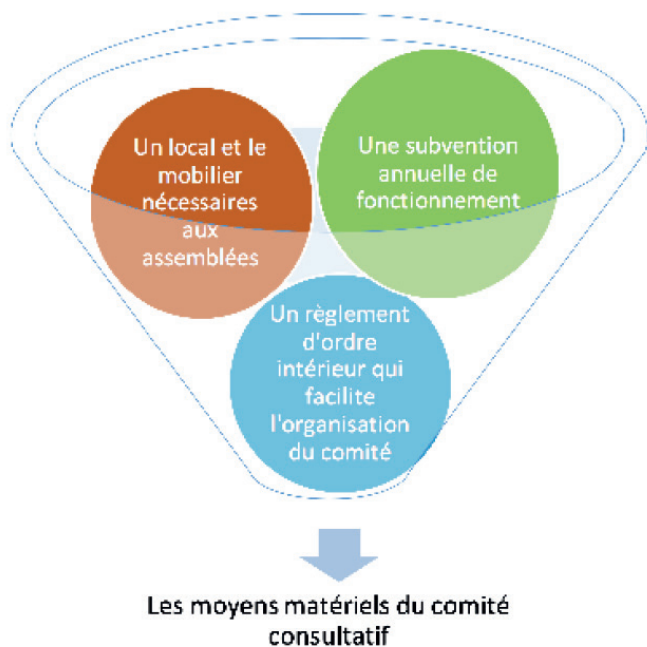 Un local et le
mobilier
nécessaires
aux
assemblées
Une subvention
annuelle de
fonctionnement
Un règlement
d'ordre
intérieur qui
facilite
l'organisation
du comité
Les moyens matériels du comité
consultatif